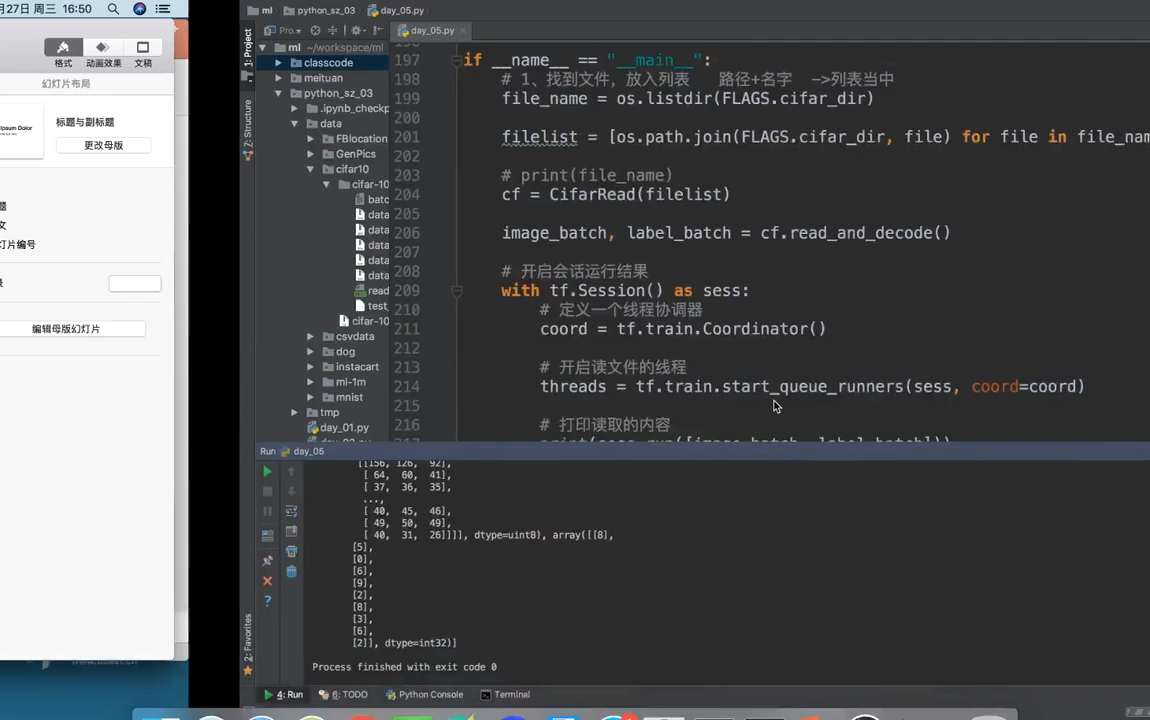 月27日 周三 16:50
格式 动画效果 文稿
幻灯片布局
标题与副标题
更改母版
编辑母版幻灯片
ml python_sz_03 day_05.py
Pro..
day_05.py
1: Project
7: Structure
2: Favorites
ml ~/workspace/ml
classcode
meituan
python_sz_03
.ipynb_checkp
data
FBlocation
GenPics
cifar10
cifar-10
batc
data
data
data
data
data
read
test_
cifar-10
csvdata
dog
instacart
ml-1m
mnist
tmp
day_01.py
197 if __name__ == "__main__":
198 # 1、找到文件，放入列表 路径+名字 ->列表当中
199 file_name = os.listdir(FLAGS.cifar_dir)
200
201 filelist = [os.path.join(FLAGS.cifar_dir, file) for file in file_na
202
203 # print(file_name)
204 cf = CifarRead(filelist)
205
206 image_batch, label_batch = cf.read_and_decode()
207
208 # 开启会话运行结果
209 with tf.Session() as sess:
210 # 定义一个线程协调器
211 coord = tf.train.Coordinator()
212
213 # 开启读文件的线程
214 threads = tf.train.start_queue_runners(sess, coord=coord)
215
216 # 打印读取的内容
print(sess.run([image_batch, label_batch]))
Run day_05
[[156, 126, 92],
[ 64, 60, 41],
[ 37, 36, 35],
...,
[ 40, 45, 46],
[ 49, 50, 49],
[ 40, 31, 26]]]], dtype=uint8), array([[8],
[5],
[0],
[6],
[9],
[2],
[8],
[3],
[6],
[2]], dtype=int32)]
Process finished with exit code 0
4: Run 6: TODO Python Console Terminal